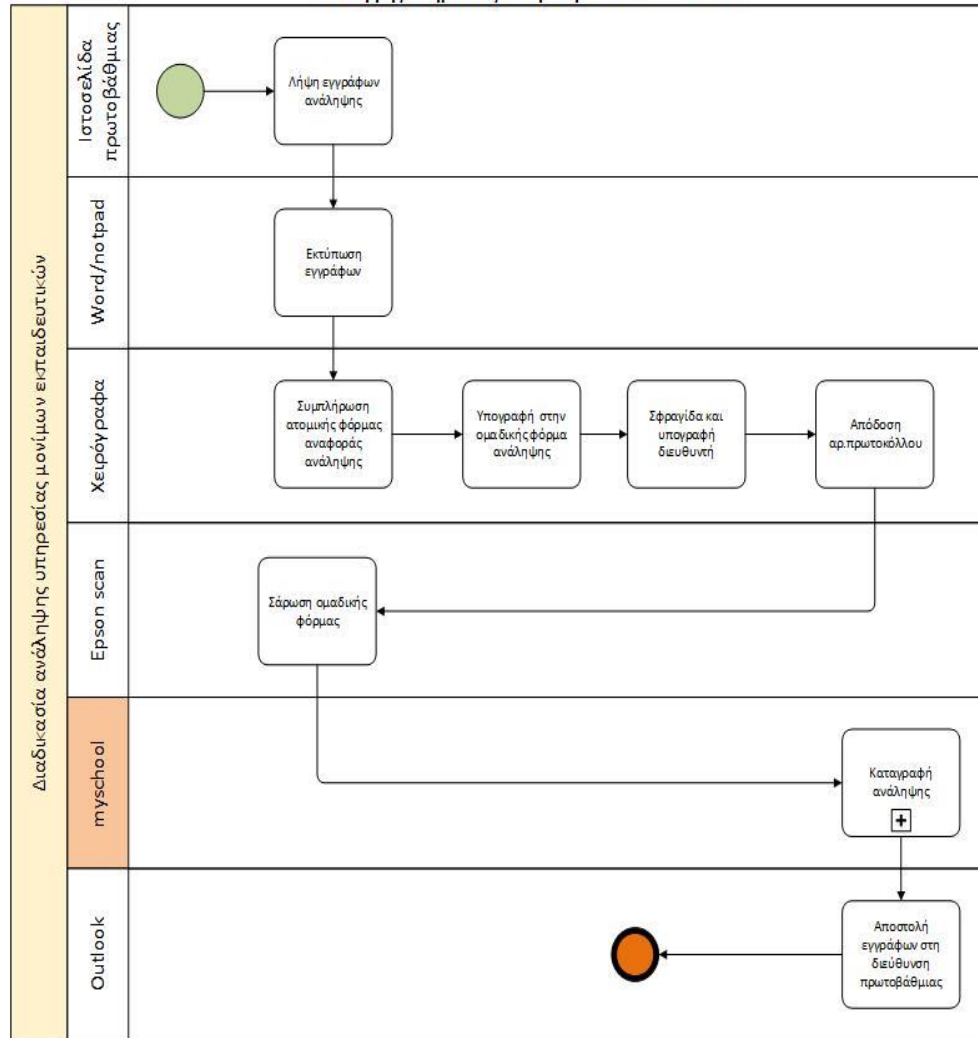 Διαδικασία ανάληψης υπηρεσίας μονίμων εκπαιδευτικών
Ιστοσελίδα
πρωτοβάθμιας
Λήψη εγγράφων
ανάληψης
Word/notpad
Εκτύπωση
εγγράφων
Χειρόγραφα
Συμπλήρωση
ατομικής φόρμας
αναφοράς
ανάληψης
Υπογραφή στην
ομαδική φόρμα
ανάληψης
Σφραγίδα και
υπογραφή
διευθυντή
Απόδοση
αρ.πρωτοκόλλου
Epson scan
Σάρωση ομαδικής
φόρμας
myschool
Καταγραφή
ανάληψης
Outlook
Αποστολή
εγγράφων στη
διεύθυνση
πρωτοβάθμιας